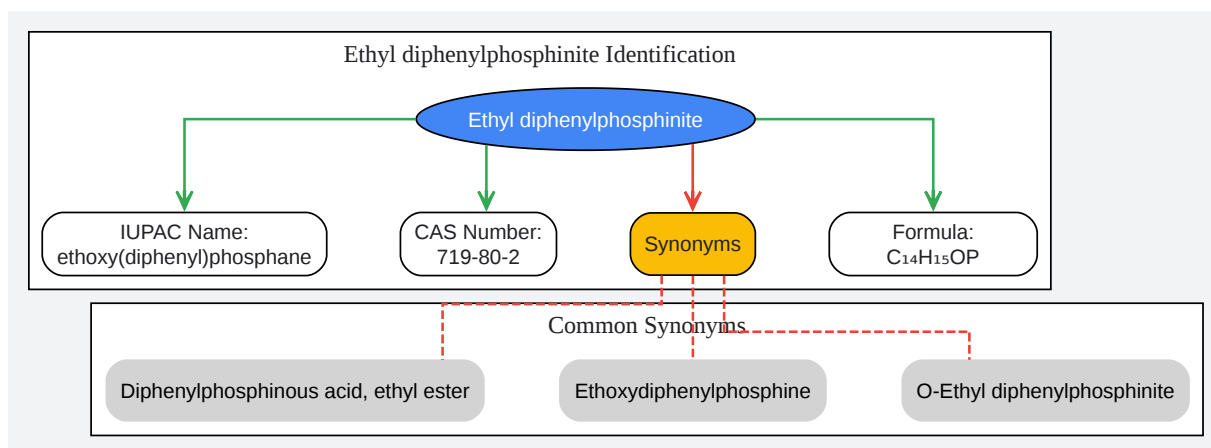 Ethyl diphenylphosphinite Identification
Ethyl diphenylphosphinite
IUPAC Name:
ethoxy(diphenyl)phosphane
CAS Number:
719-80-2
Synonyms
Formula:
C₁₄H₁₅OP
Common Synonyms
Diphenylphosphinous acid, ethyl ester
Ethoxydiphenylphosphine
O-Ethyl diphenylphosphinite